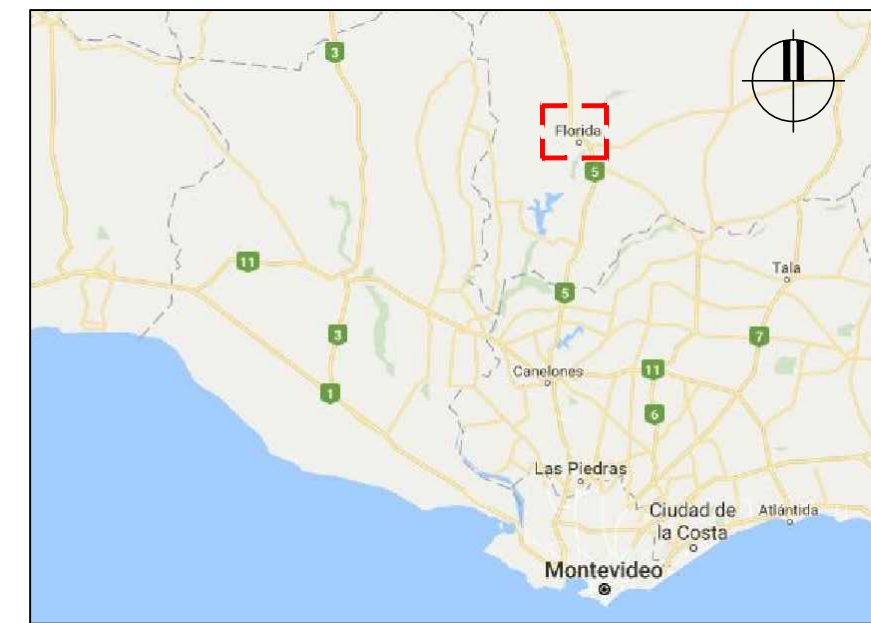 3
Florida
5
11
Tala
5
3
7
Canelones
11
1
6
Las Piedras
Ciudad de
la Costa
Atlántida
Montevideo